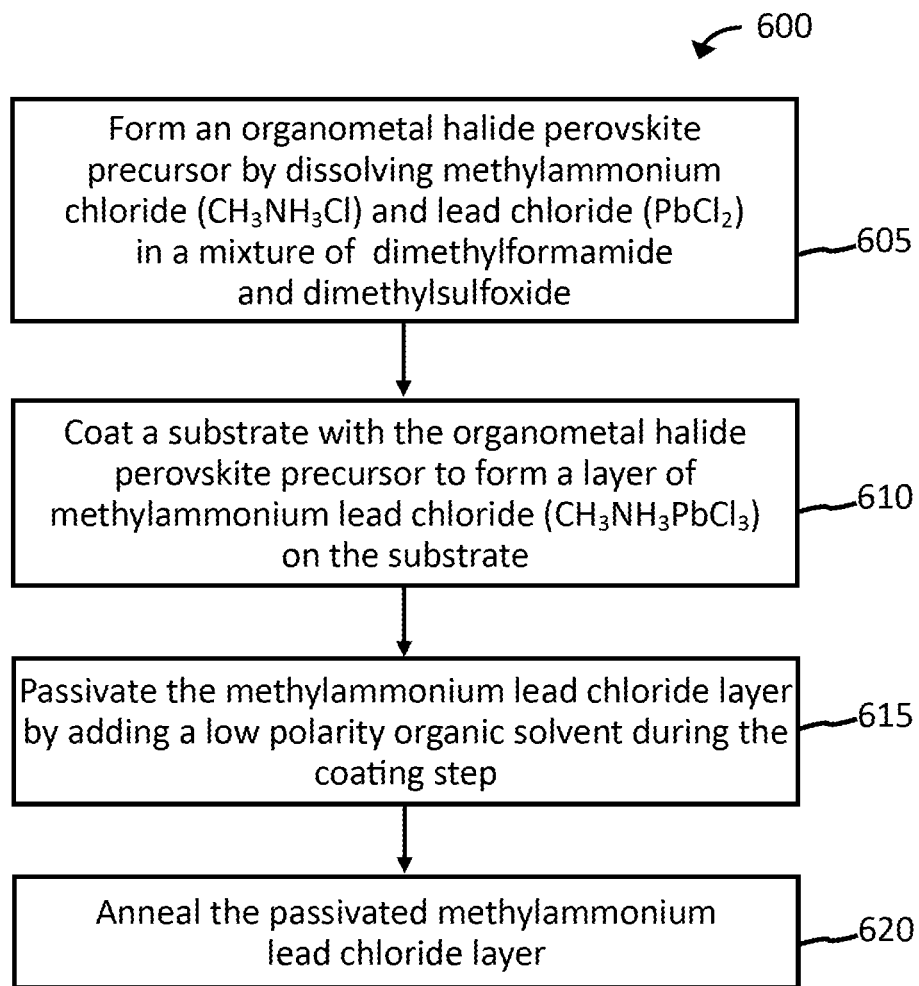 600
Form an organometal halide perovskite
precursor by dissolving methylammonium
chloride (CH₃NH₃Cl) and lead chloride (PbCl₂)
in a mixture of dimethylformamide
and dimethylsulfoxide
605
Coat a substrate with the organometal halide
perovskite precursor to form a layer of
methylammonium lead chloride (CH₃NH₃PbCl₃)
on the substrate
610
Passivate the methylammonium lead chloride layer
by adding a low polarity organic solvent during the
coating step
615
Anneal the passivated methylammonium
lead chloride layer
620